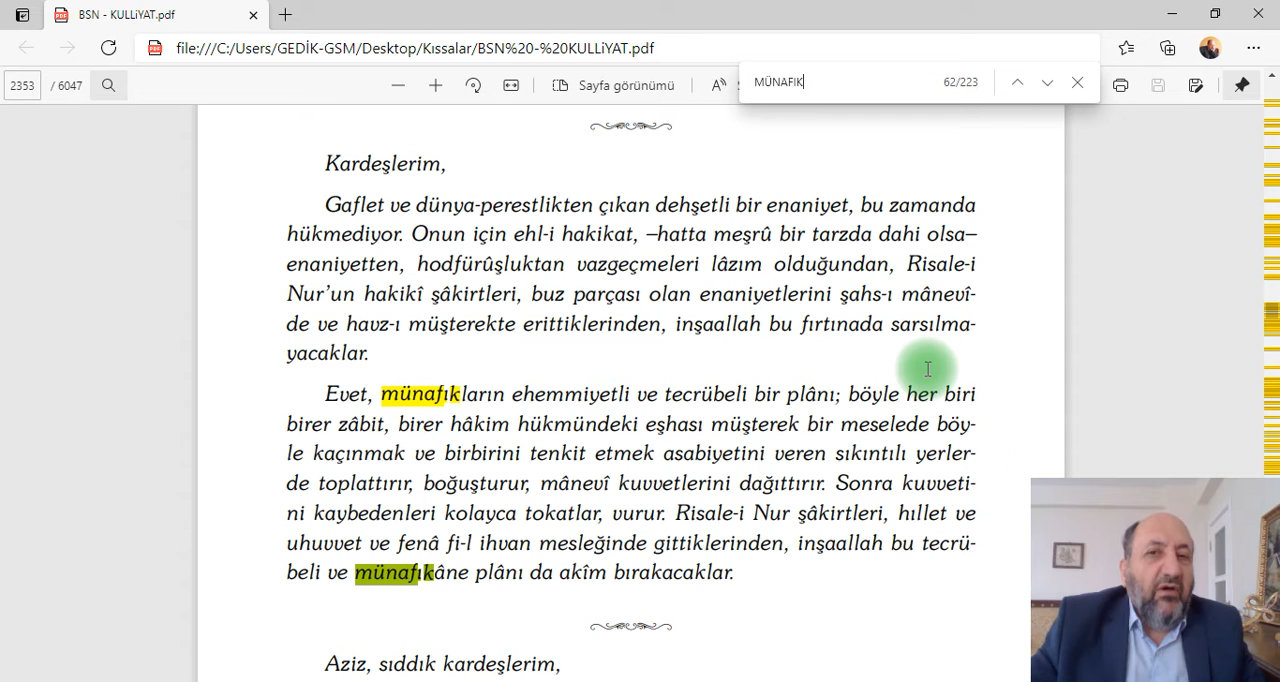 BSN - KULLiYAT.pdf
file:///C:/Users/GEDİK-GSM/Desktop/Kıssalar/BSN%20-%20KULLiYAT.pdf
2353 / 6047
Sayfa görünümü
MÜNAFIK 62/223
Kardeşlerim,
Gaflet ve dünya-perestlikten çıkan dehşetli bir enaniyet, bu zamanda
hükmediyor. Onun için ehl-i hakikat, –hatta meşrû bir tarzda dahi olsa–
enaniyetten, hodfürûşluktan vazgeçmeleri lâzım olduğundan, Risale-i
Nur’un hakikî şâkirtleri, buz parçası olan enaniyetlerini şahs-ı mânevî-
de ve havz-ı müşterekte erittiklerinden, inşaallah bu fırtınada sarsılma-
yacaklar.
Evet, münafıkların ehemmiyetli ve tecrübeli bir plânı; böyle her biri
birer zâbit, birer hâkim hükmündeki eşhası müşterek bir meselede böy-
le kaçınmak ve birbirini tenkit etmek asabiyetini veren sıkıntılı yerler-
de toplattırır, boğuşturur, mânevî kuvvetlerini dağıttırır. Sonra kuvveti-
ni kaybedenleri kolayca tokatlar, vurur. Risale-i Nur şâkirtleri, hıllet ve
uhuvvet ve fenâ fi-l ihvan mesleğinde gittiklerinden, inşaallah bu tecrü-
beli ve münafıkâne plânı da akîm bırakacaklar.
Aziz, sıddık kardeşlerim,